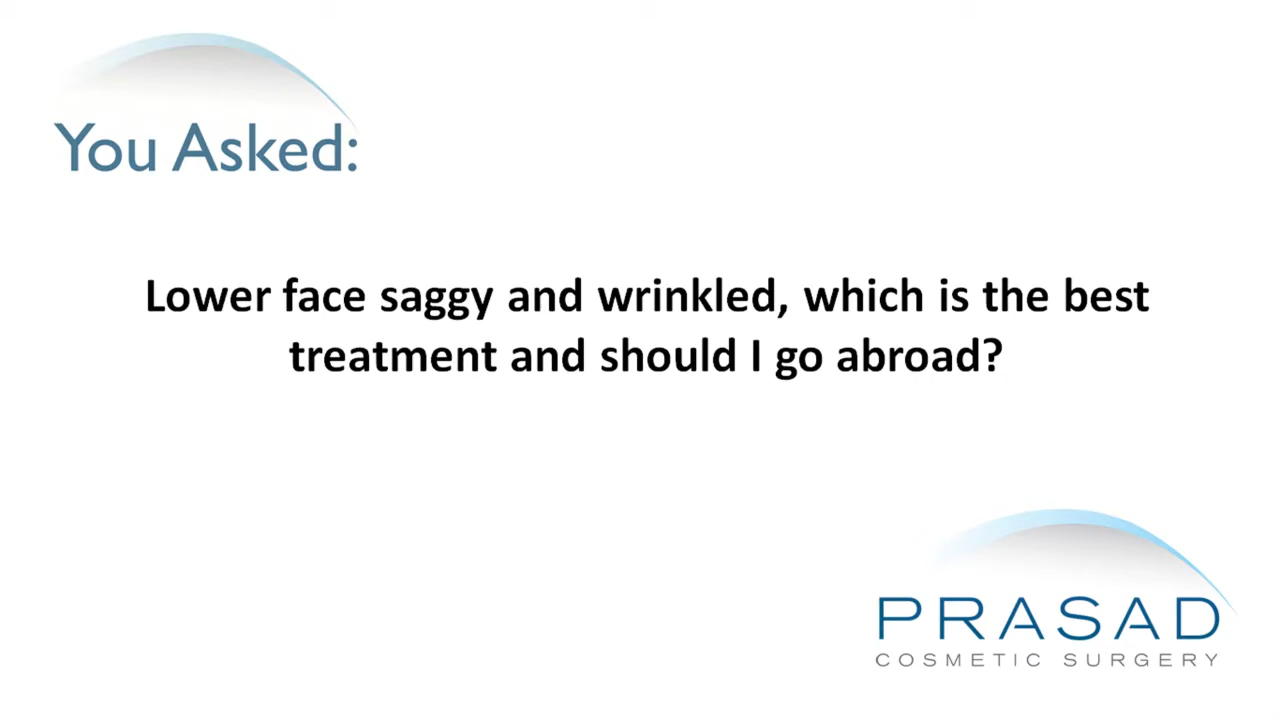 You Asked:
Lower face saggy and wrinkled, which is the best
treatment and should I go abroad?
PRASAD
COSMETIC SURGERY